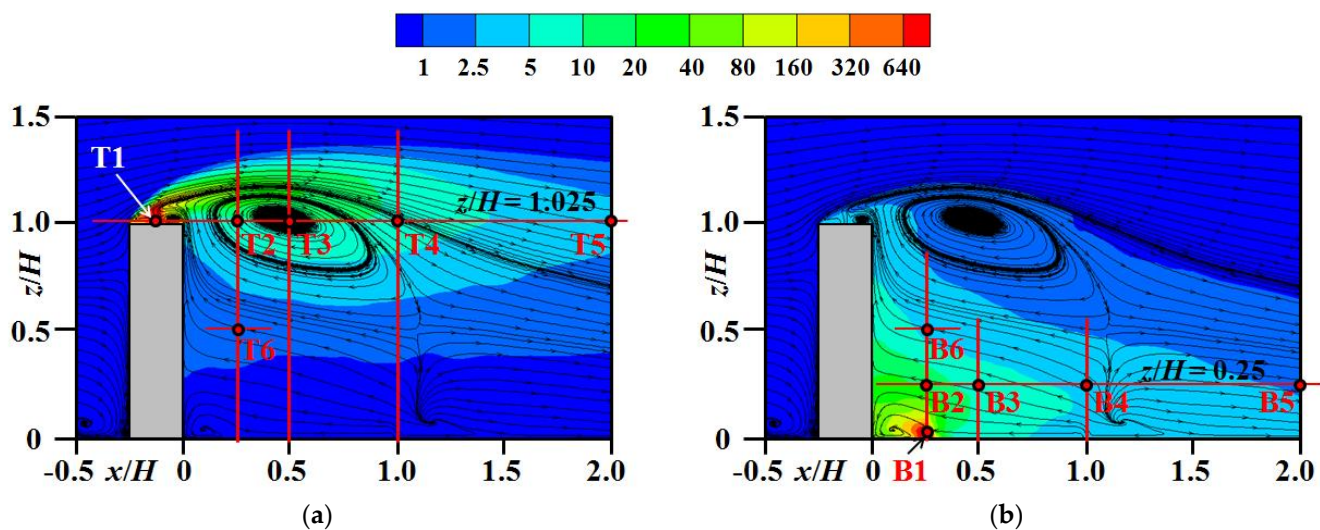 1 2.5 5 10 20 40 80 160 320 640
1.5
T1
z/H = 1.025
1.0
T2 T3 T4 T5
z/H
0.5
T6
0
-0.5 x/H 0 0.5 1.0 1.5 2.0
(a)
1.5
1.0
z/H
0.5
B6
z/H = 0.25
B2 B3 B4 B5
0
-0.5 x/H 0 B1 0.5 1.0 1.5 2.0
(b)